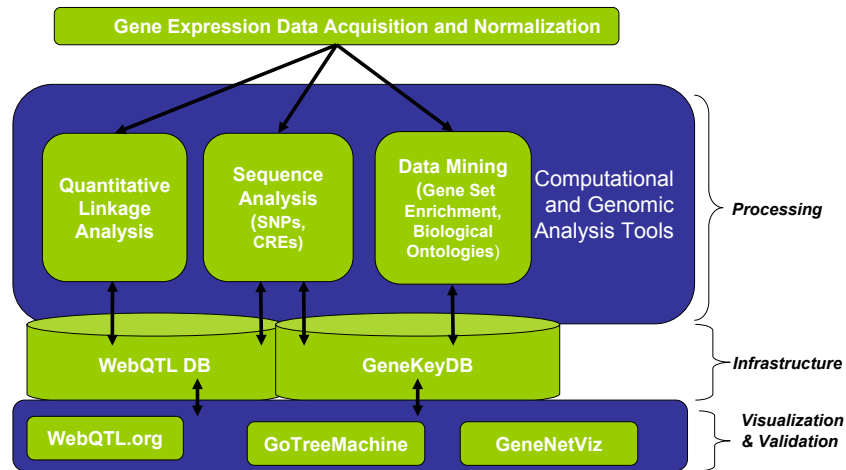 Gene Expression Data Acquisition and Normalization
Quantitative
Linkage
Analysis
Sequence
Analysis
(SNPs,
CREs)
Data Mining
(Gene Set
Enrichment,
Biological
Ontologies)
Computational
and Genomic
Analysis Tools
Processing
WebQTL DB
GeneKeyDB
Infrastructure
WebQTL.org
GoTreeMachine
GeneNetViz
Visualization
& Validation